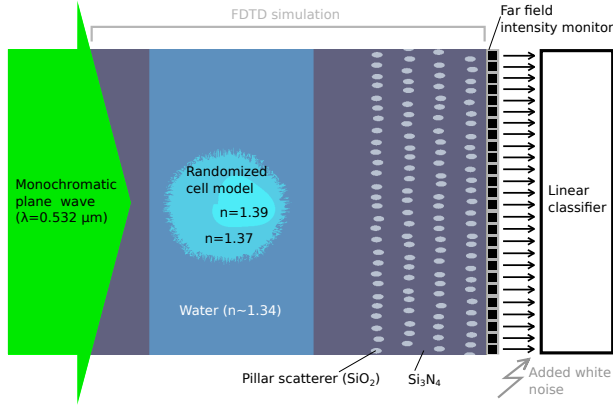 FDTD simulation
Far field
intensity monitor
Monochromatic
plane wave
(λ=0.532 μm)
Randomized
cell model
n=1.39
n=1.37
Water (n~1.34)
Linear
classifier
Pillar scatterer (SiO₂)
Si₃N₄
Added white
noise